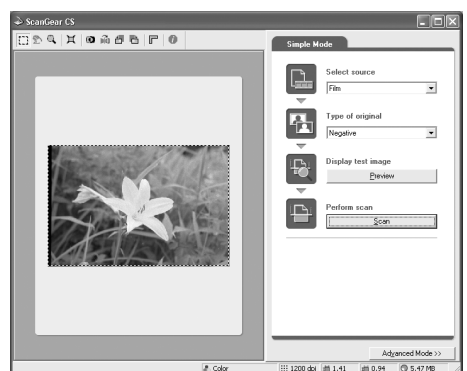 ScanGear CS
Simple Mode
Select source
Film
Type of original
Negative
Display test image
Preview
Perform scan
Scan
Advanced Mode >>
Color
1200 dpi
1.41
0.94
5.47 MB